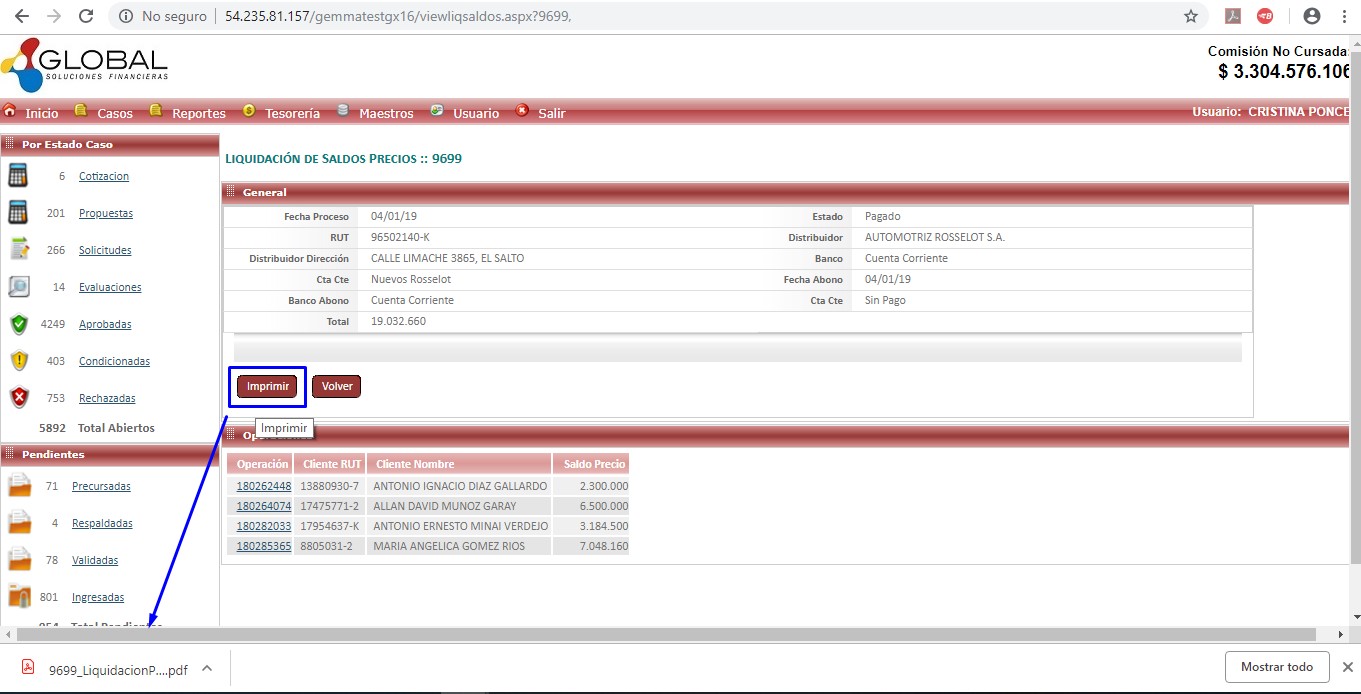 No seguro
54.235.81.157/gemmatestgx16/viewliqsaldos.aspx?9699,
GLOBAL
SOLUCIONES FINANCIERAS
Comisión No Cursada:
$ 3.304.576.106
Inicio Casos Reportes Tesorería Maestros Usuario Salir
Usuario: CRISTINA PONCE
Por Estado Caso
6 Cotizacion
201 Propuestas
266 Solicitudes
14 Evaluaciones
4249 Aprobadas
403 Condicionadas
753 Rechazadas
5892 Total Abiertos
Pendientes
71 Precursadas
4 Respaldadas
78 Validadas
801 Ingresadas
954 Total Pendientes
LIQUIDACIÓN DE SALDOS PRECIOS :: 9699
General
Fecha Proceso 04/01/19 Estado Pagado
RUT 96502140-K Distribuidor AUTOMOTRIZ ROSSELOT S.A.
Distribuidor Dirección CALLE LIMACHE 3865, EL SALTO Banco Cuenta Corriente
Cta Cte Nuevos Rosselot Fecha Abono 04/01/19
Banco Abono Cuenta Corriente Cta Cte Sin Pago
Total 19.032.660
Imprimir Volver
Imprimir
Operación Cliente RUT Cliente Nombre Saldo Precio
180262448 13880930-7 ANTONIO IGNACIO DIAZ GALLARDO 2.300.000
180264074 17475771-2 ALLAN DAVID MUNOZ GARAY 6.500.000
180282033 17954637-K ANTONIO ERNESTO MINAI VERDEJO 3.184.500
180285365 8805031-2 MARIA ANGELICA GOMEZ RIOS 7.048.160
9699_LiquidacionP....pdf
Mostrar todo